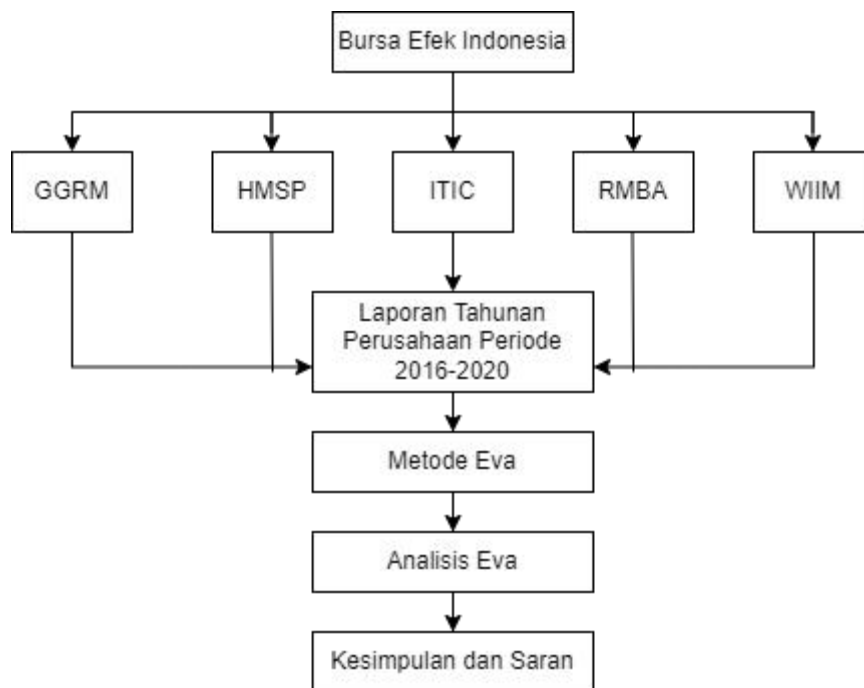 Bursa Efek Indonesia
GGRM
HMSP
ITIC
RMBA
WIIM
Laporan Tahunan
Perusahaan Periode
2016-2020
Metode Eva
Analisis Eva
Kesimpulan dan Saran